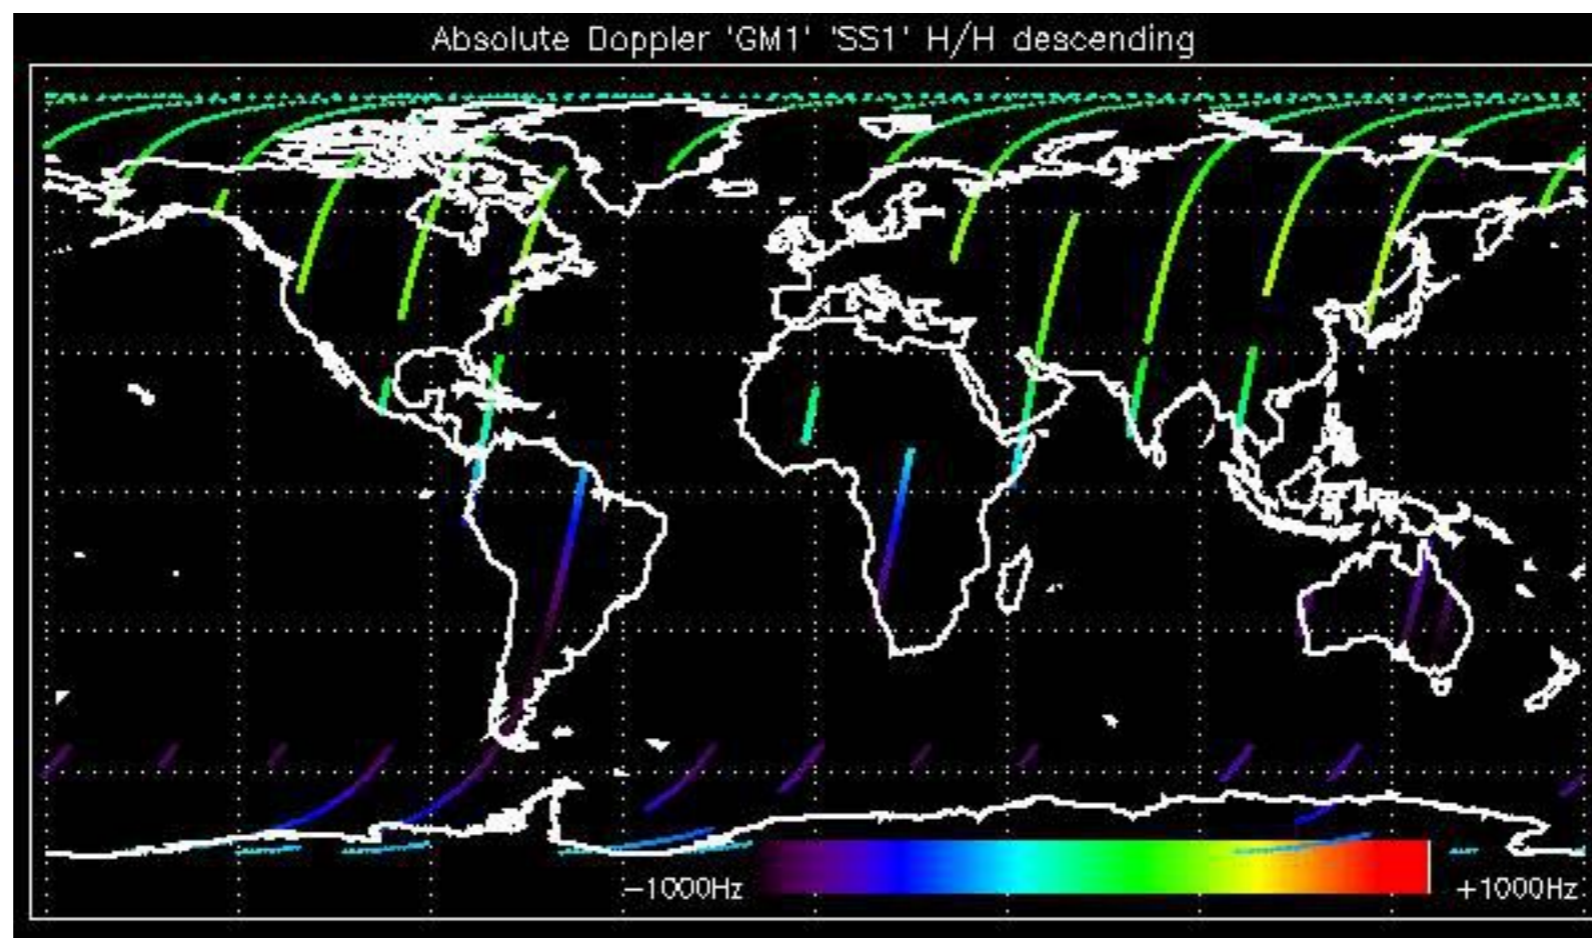 Absolute Doppler 'GM1' 'SS1' H/H descending
-1000Hz
+1000Hz